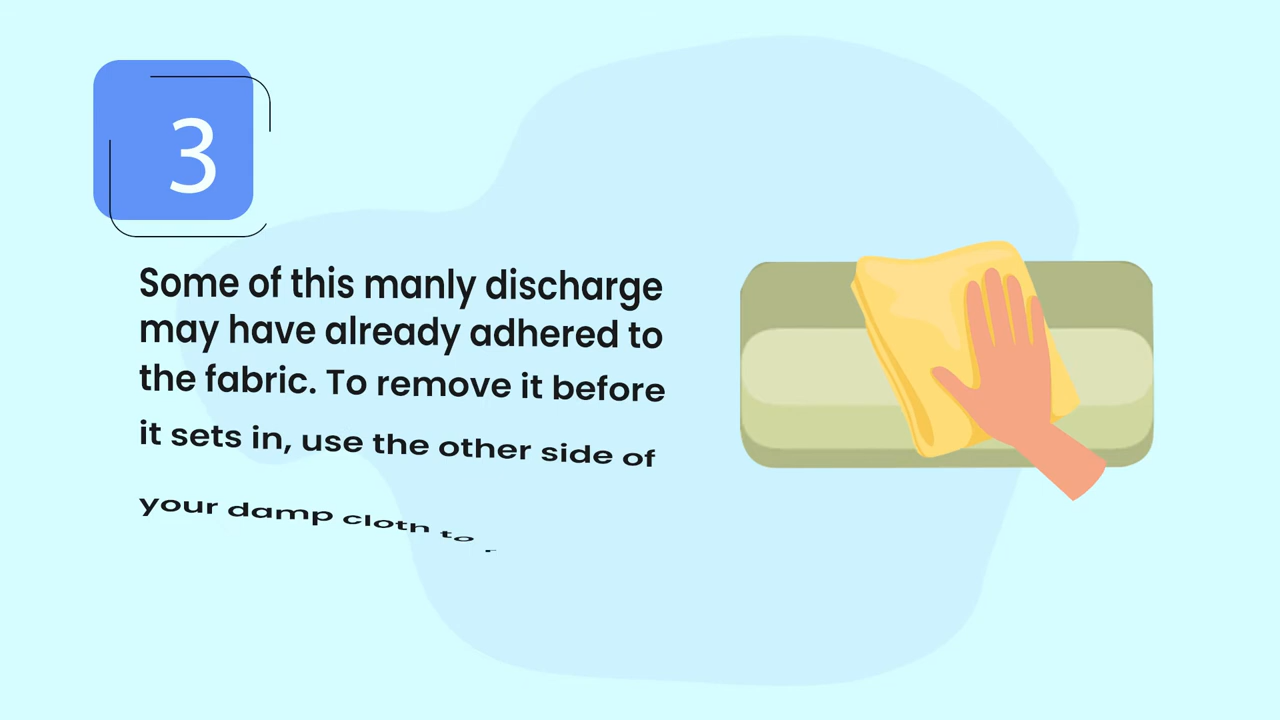 3
Some of this manly discharge
may have already adhered to
the fabric. To remove it before
it sets in, use the other side of
your damp cloth to